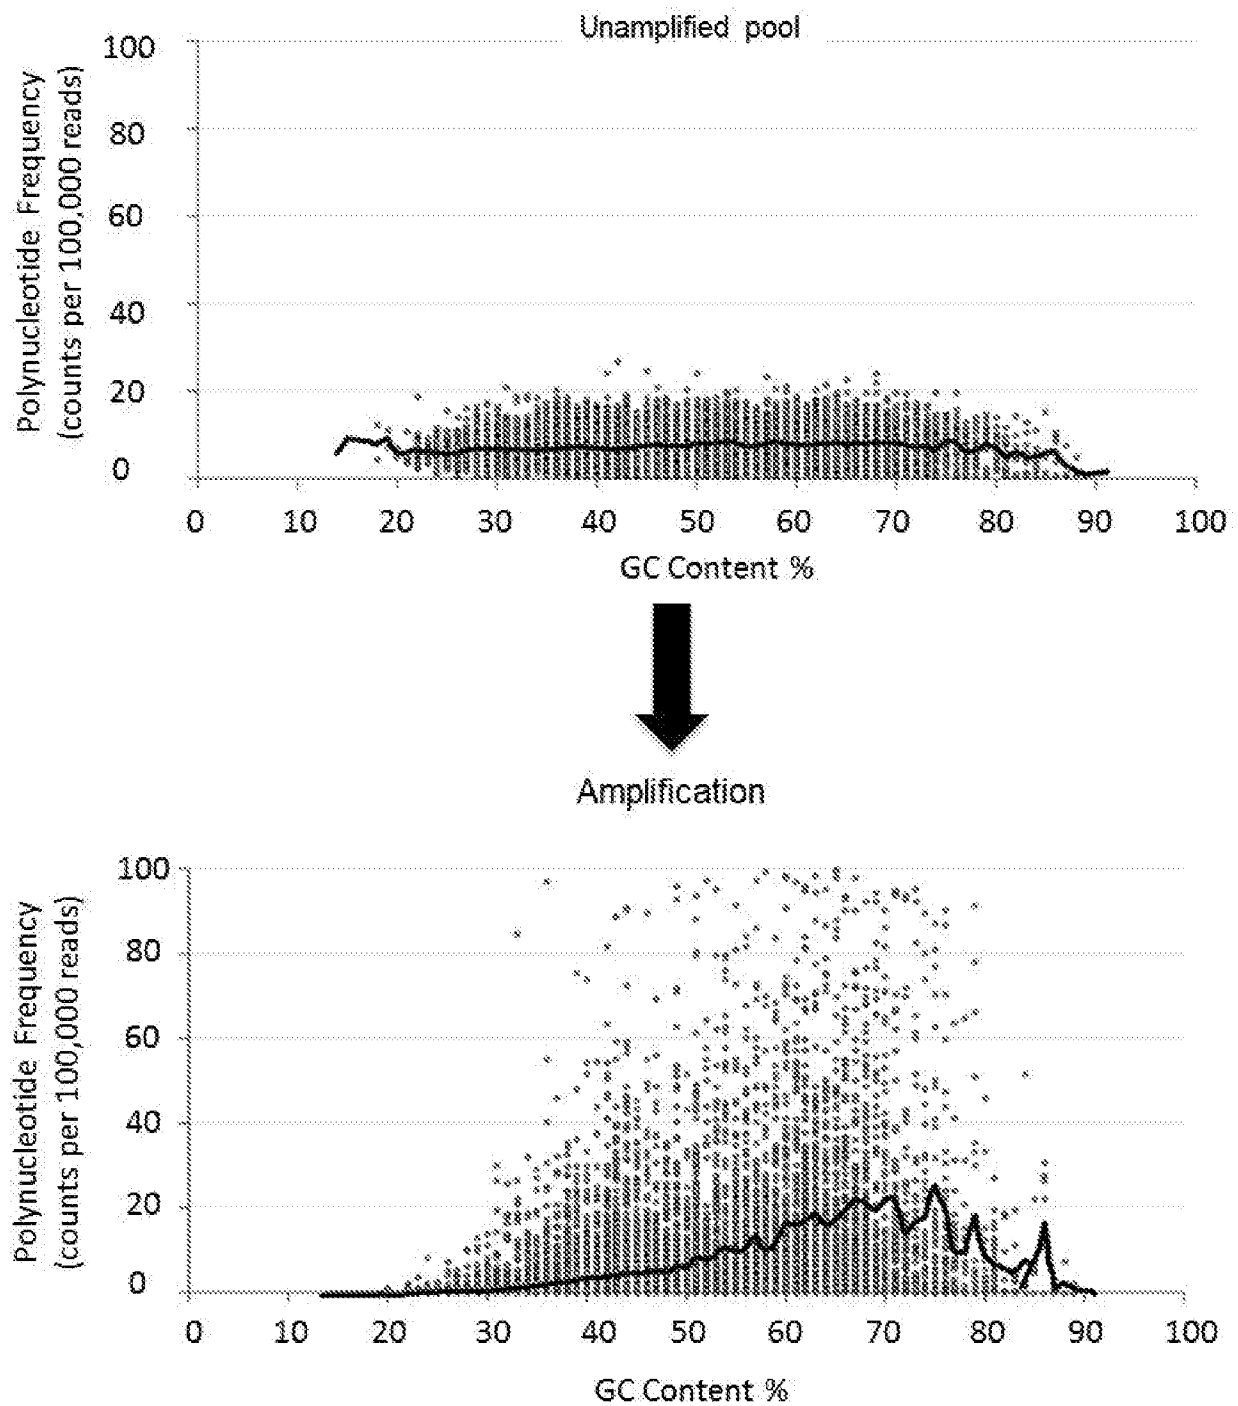 Unamplified pool
Polynucleotide Frequency
(counts per 100,000 reads)
100
80
60
40
20
0
0 10 20 30 40 50 60 70 80 90 100
GC Content %
Amplification
Polynucleotide Frequency
(counts per 100,000 reads)
100
80
60
40
20
0
0 10 20 30 40 50 60 70 80 90 100
GC Content %